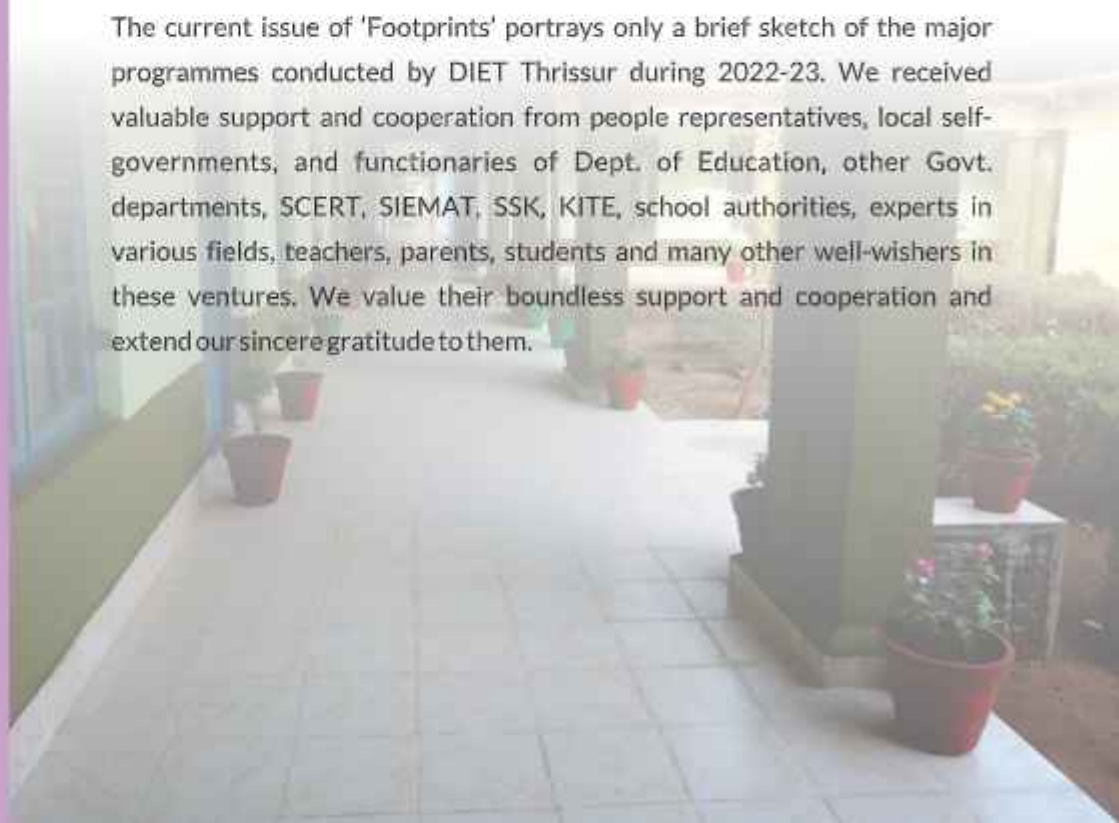 The current issue of 'Footprints' portrays only a brief sketch of the major
programmes conducted by DIET Thrissur during 2022-23. We received
valuable support and cooperation from people representatives, local self-
governments, and functionaries of Dept. of Education, other Govt.
departments, SCERT, SIEMAT, SSK, KITE, school authorities, experts in
various fields, teachers, parents, students and many other well-wishers in
these ventures. We value their boundless support and cooperation and
extend our sincere gratitude to them.